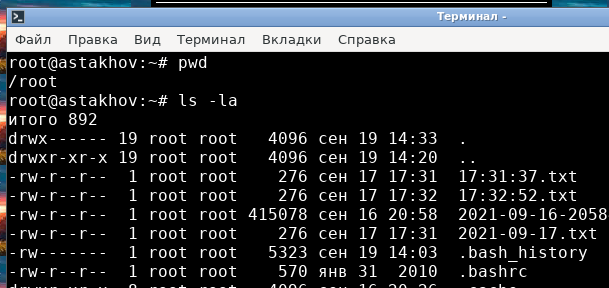 Терминал -
Файл Правка Вид Терминал Вкладки Справка
root@astakhov:~# pwd
/root
root@astakhov:~# ls -la
итого 892
drwx------ 19 root root 4096 сен 19 14:33 .
drwxr-xr-x 19 root root 4096 сен 19 14:20 ..
-rw-r--r-- 1 root root 276 сен 17 17:31 17:31:37.txt
-rw-r--r-- 1 root root 276 сен 17 17:32 17:32:52.txt
-rw-r--r-- 1 root root 415078 сен 16 20:58 2021-09-16-2058
-rw-r--r-- 1 root root 276 сен 17 17:31 2021-09-17.txt
-rw------- 1 root root 5323 сен 19 14:03 .bash_history
-rw-r--r-- 1 root root 570 янв 31 2010 .bashrc